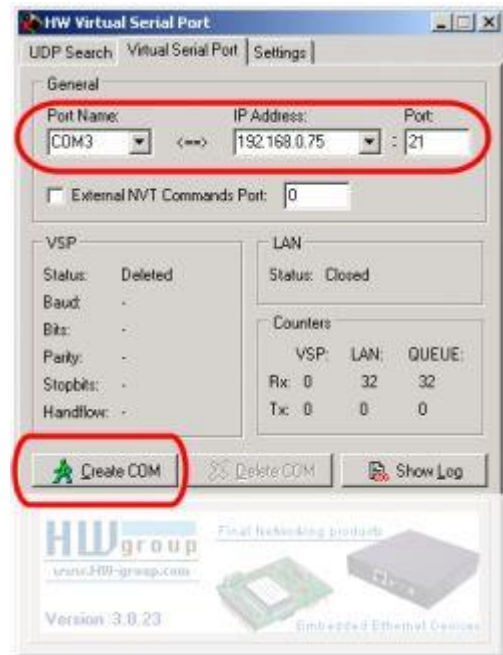 HW Virtual Serial Port
UDP Search Virtual Serial Port Settings
General
Port Name: IP Address: Port:
COM3 <==> 192.168.0.75 : 21
External NVT Commands Port: 0
VSP
Status: Deleted
Baud: -
Bits: -
Parity: -
Stopbits: -
Handflow: -
LAN
Status: Closed
Counters
VSP: LAN: QUEUE:
Rx: 0 32 32
Tx: 0 0 0
Create COM Delete COM Show Log
HW group
www.HW-group.com
Version 3.0.23
Final Networking products
Embedded Ethernet Devices